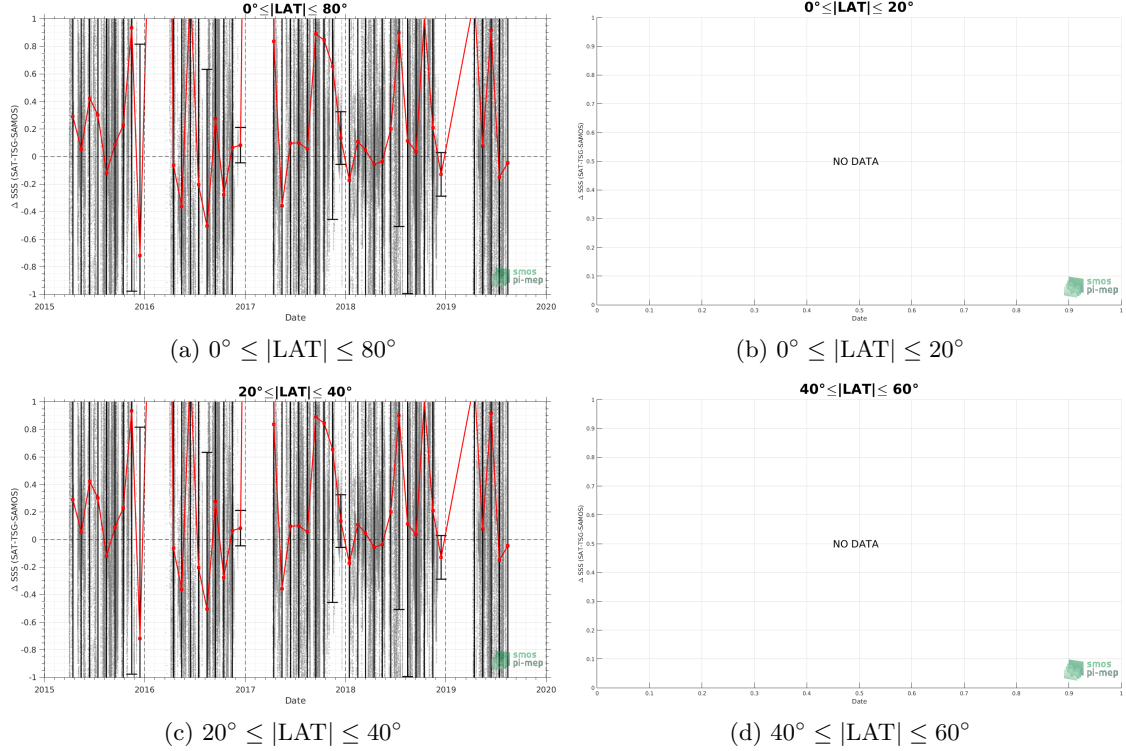 0°≤|LAT|≤ 80°
Δ SSS (SAT-TSG-SAMOS)
1
0.8
0.6
0.4
0.2
0
-0.2
-0.4
-0.6
-0.8
-1
2015 2016 2017 2018 2019 2020
Date
smos
pi-mep
(a) 0° ≤ |LAT| ≤ 80°
0°≤|LAT|≤ 20°
Δ SSS (SAT-TSG-SAMOS)
1
0.9
0.8
0.7
0.6
0.5
0.4
0.3
0.2
0.1
0
NO DATA
0 0.1 0.2 0.3 0.4 0.5 0.6 0.7 0.8 0.9 1
Date
smos
pi-mep
(b) 0° ≤ |LAT| ≤ 20°
20°≤|LAT|≤ 40°
Δ SSS (SAT-TSG-SAMOS)
1
0.8
0.6
0.4
0.2
0
-0.2
-0.4
-0.6
-0.8
-1
2015 2016 2017 2018 2019 2020
Date
smos
pi-mep
(c) 20° ≤ |LAT| ≤ 40°
40°≤|LAT|≤ 60°
Δ SSS (SAT-TSG-SAMOS)
1
0.9
0.8
0.7
0.6
0.5
0.4
0.3
0.2
0.1
0
NO DATA
0 0.1 0.2 0.3 0.4 0.5 0.6 0.7 0.8 0.9 1
Date
smos
pi-mep
(d) 40° ≤ |LAT| ≤ 60°